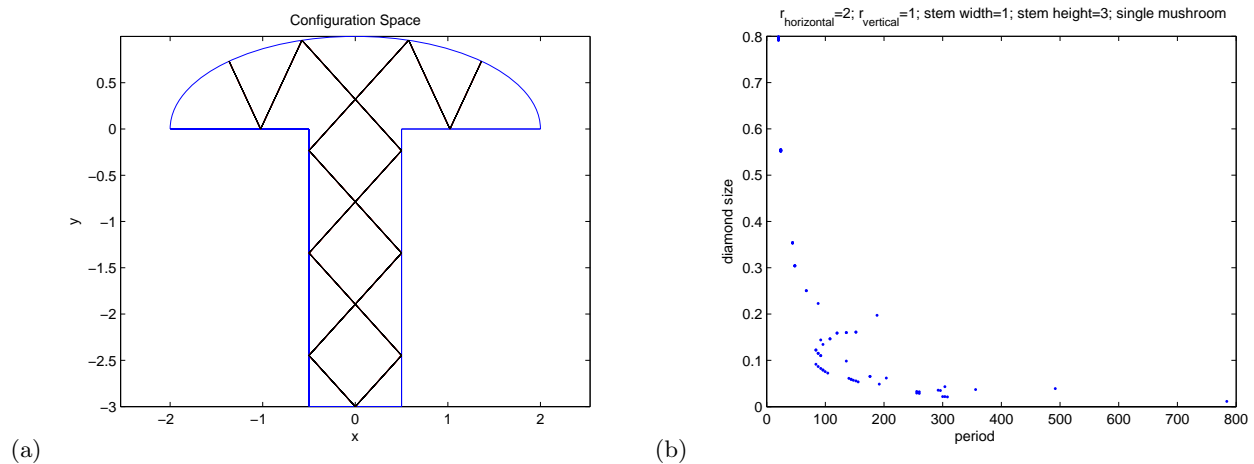 Configuration Space
0.5
0
−0.5
−1
−1.5
−2
−2.5
−3
y
−2 −1 0 1 2
x
(a)
r_horizontal=2; r_vertical=1; stem width=1; stem height=3; single mushroom
0.8
0.7
0.6
0.5
0.4
0.3
0.2
0.1
0
diamond size
0 100 200 300 400 500 600 700 800
period
(b)